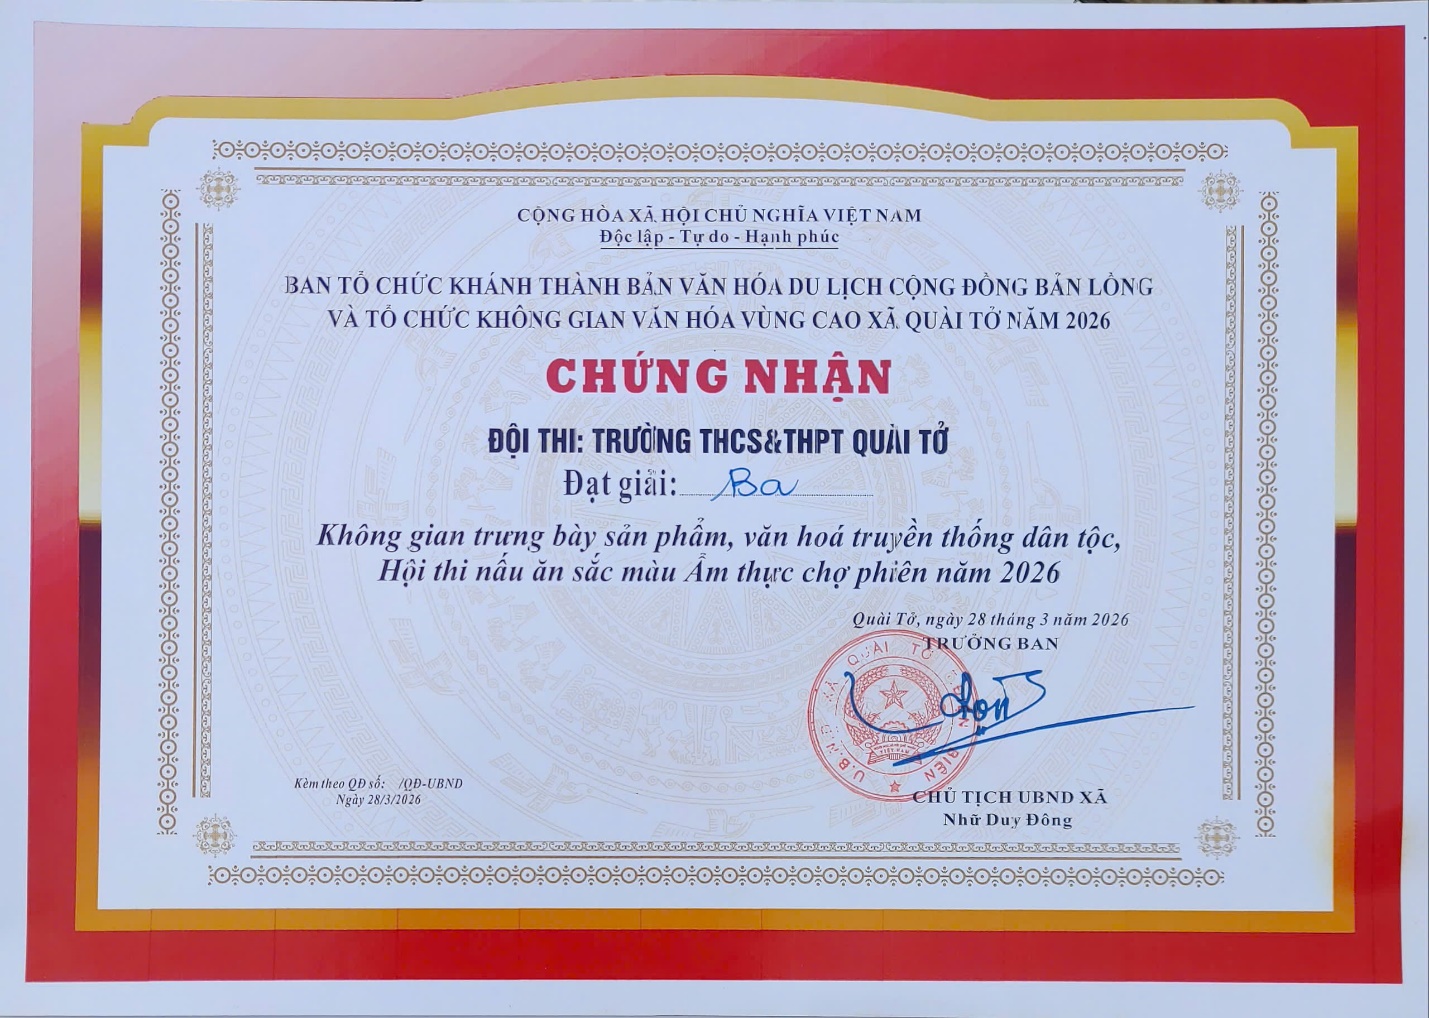 CỘNG HÒA XÃ HỘI CHỦ NGHĨA VIỆT NAM
Độc lập - Tự do - Hạnh phúc
BAN TỔ CHỨC KHÁNH THÀNH BẢN VĂN HÓA DU LỊCH CỘNG ĐỒNG BẢN LỒNG
VÀ TỔ CHỨC KHÔNG GIAN VĂN HÓA VÙNG CAO XÃ QUÀI TỞ NĂM 2026
CHỨNG NHẬN
ĐỘI THI: TRƯỜNG THCS&THPT QUÀI TỞ
Đạt giải: Ba
Không gian trưng bày sản phẩm, văn hoá truyền thống dân tộc,
Hội thi nấu ăn sắc màu Ẩm thực chợ phiên năm 2026
Quài Tở, ngày 28 tháng 3 năm 2026
TRƯỞNG BAN
U.B.N.D XÃ QUÀI TỞ
VIỆT NAM
CHỦ TỊCH UBND XÃ
Nhữ Duy Đông
Kèm theo QĐ số: /QĐ-UBND
Ngày 28/3/2026